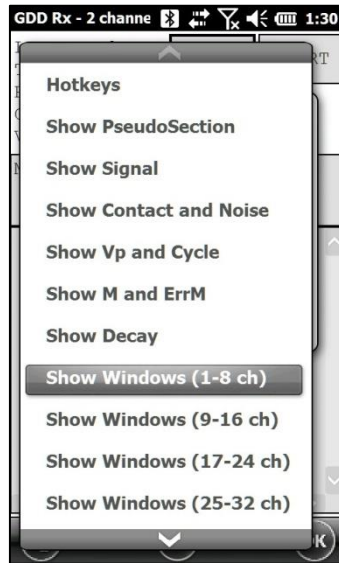 GDD Rx - 2 channe 1:30
RT
Hotkeys
Show PseudoSection
Show Signal
Show Contact and Noise
Show Vp and Cycle
Show M and ErrM
Show Decay
Show Windows (1-8 ch)
Show Windows (9-16 ch)
Show Windows (17-24 ch)
Show Windows (25-32 ch)